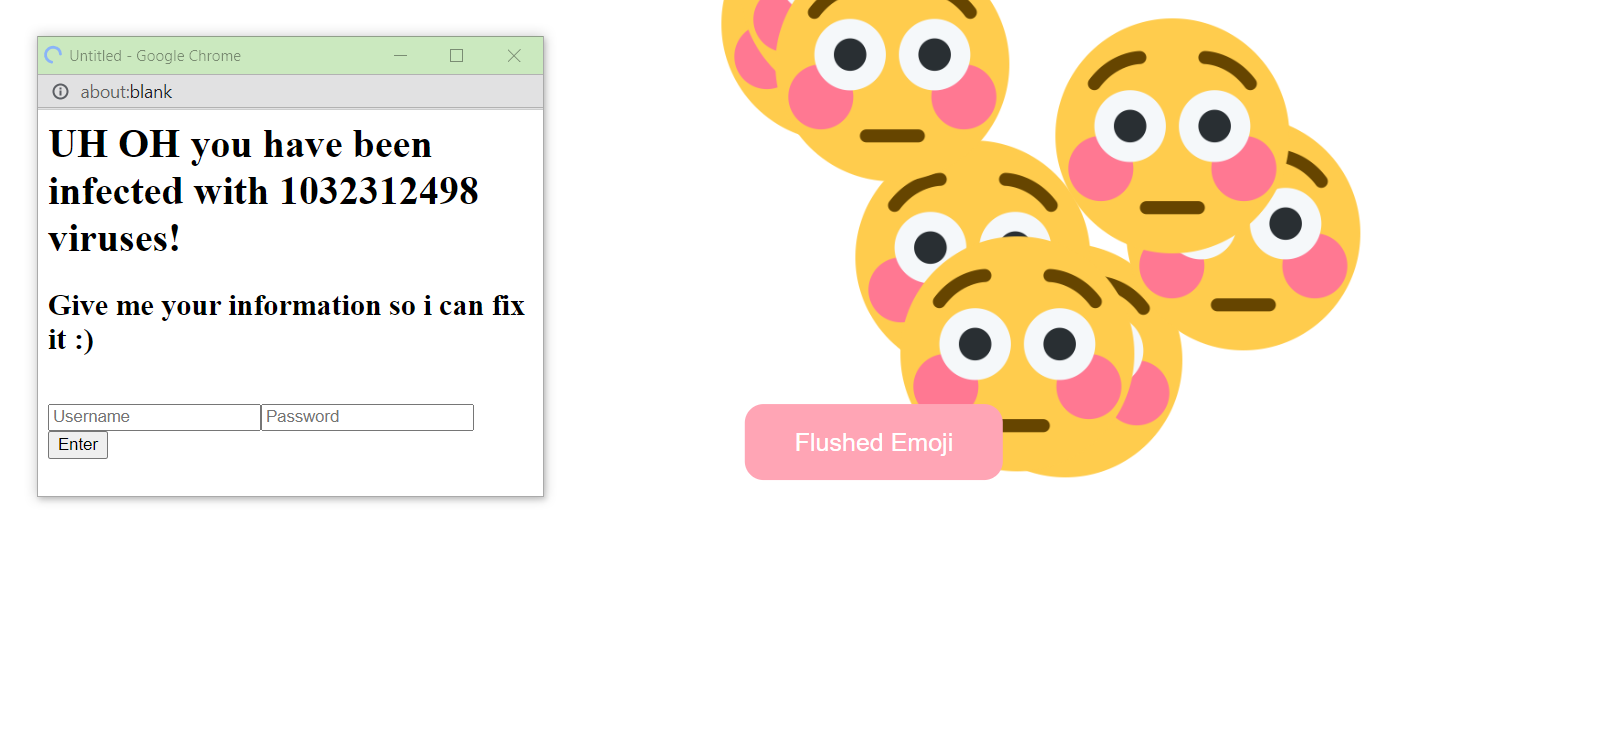 Untitled - Google Chrome
about:blank
UH OH you have been
infected with 1032312498
viruses!
Give me your information so i can fix
it :)
Username Password
Enter
Flushed Emoji